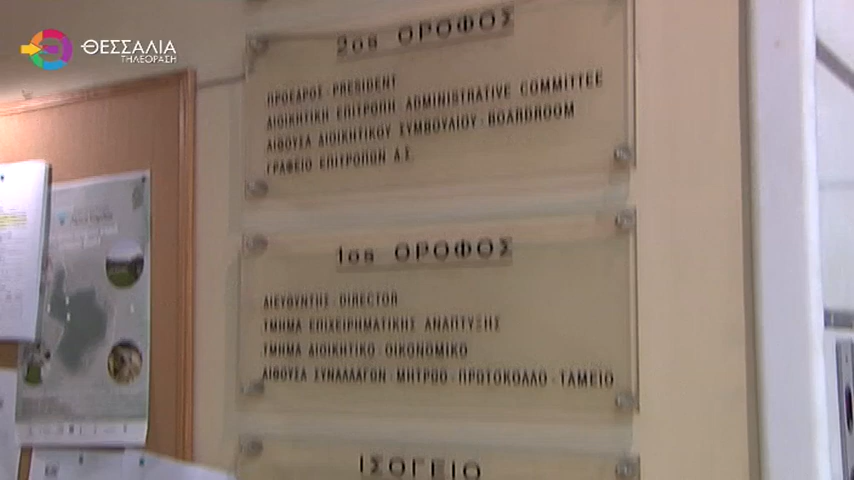 ΘΕΣΣΑΛΙΑ
ΤΗΛΕΟΡΑΣΗ
2ος ΟΡΟΦΟΣ
ΠΡΟΕΔΡΟΣ - PRESIDENT
ΔΙΟΙΚΗΤΙΚΗ ΕΠΙΤΡΟΠΗ ADMINISTRATIVE COMMITTEE
ΑΙΘΟΥΣΑ ΔΙΟΙΚΗΤΙΚΟΥ ΣΥΜΒΟΥΛΙΟΥ - BOARDROOM
ΓΡΑΦΕΙΟ ΕΠΙΤΡΟΠΩΝ Δ.Σ.
1ος ΟΡΟΦΟΣ
ΔΙΕΥΘΥΝΤΗΣ - DIRECTOR
ΤΜΗΜΑ ΕΠΙΧΕΙΡΗΜΑΤΙΚΗΣ ΑΝΑΠΤΥΞΗΣ
ΤΜΗΜΑ ΔΙΟΙΚΗΤΙΚΟ - ΟΙΚΟΝΟΜΙΚΟ
ΑΙΘΟΥΣΑ ΣΥΝΑΛΛΑΓΩΝ - ΜΗΤΡΩΟ - ΠΡΩΤΟΚΟΛΛΟ - ΤΑΜΕΙΟ
ΙΣΟΓΕΙΟ